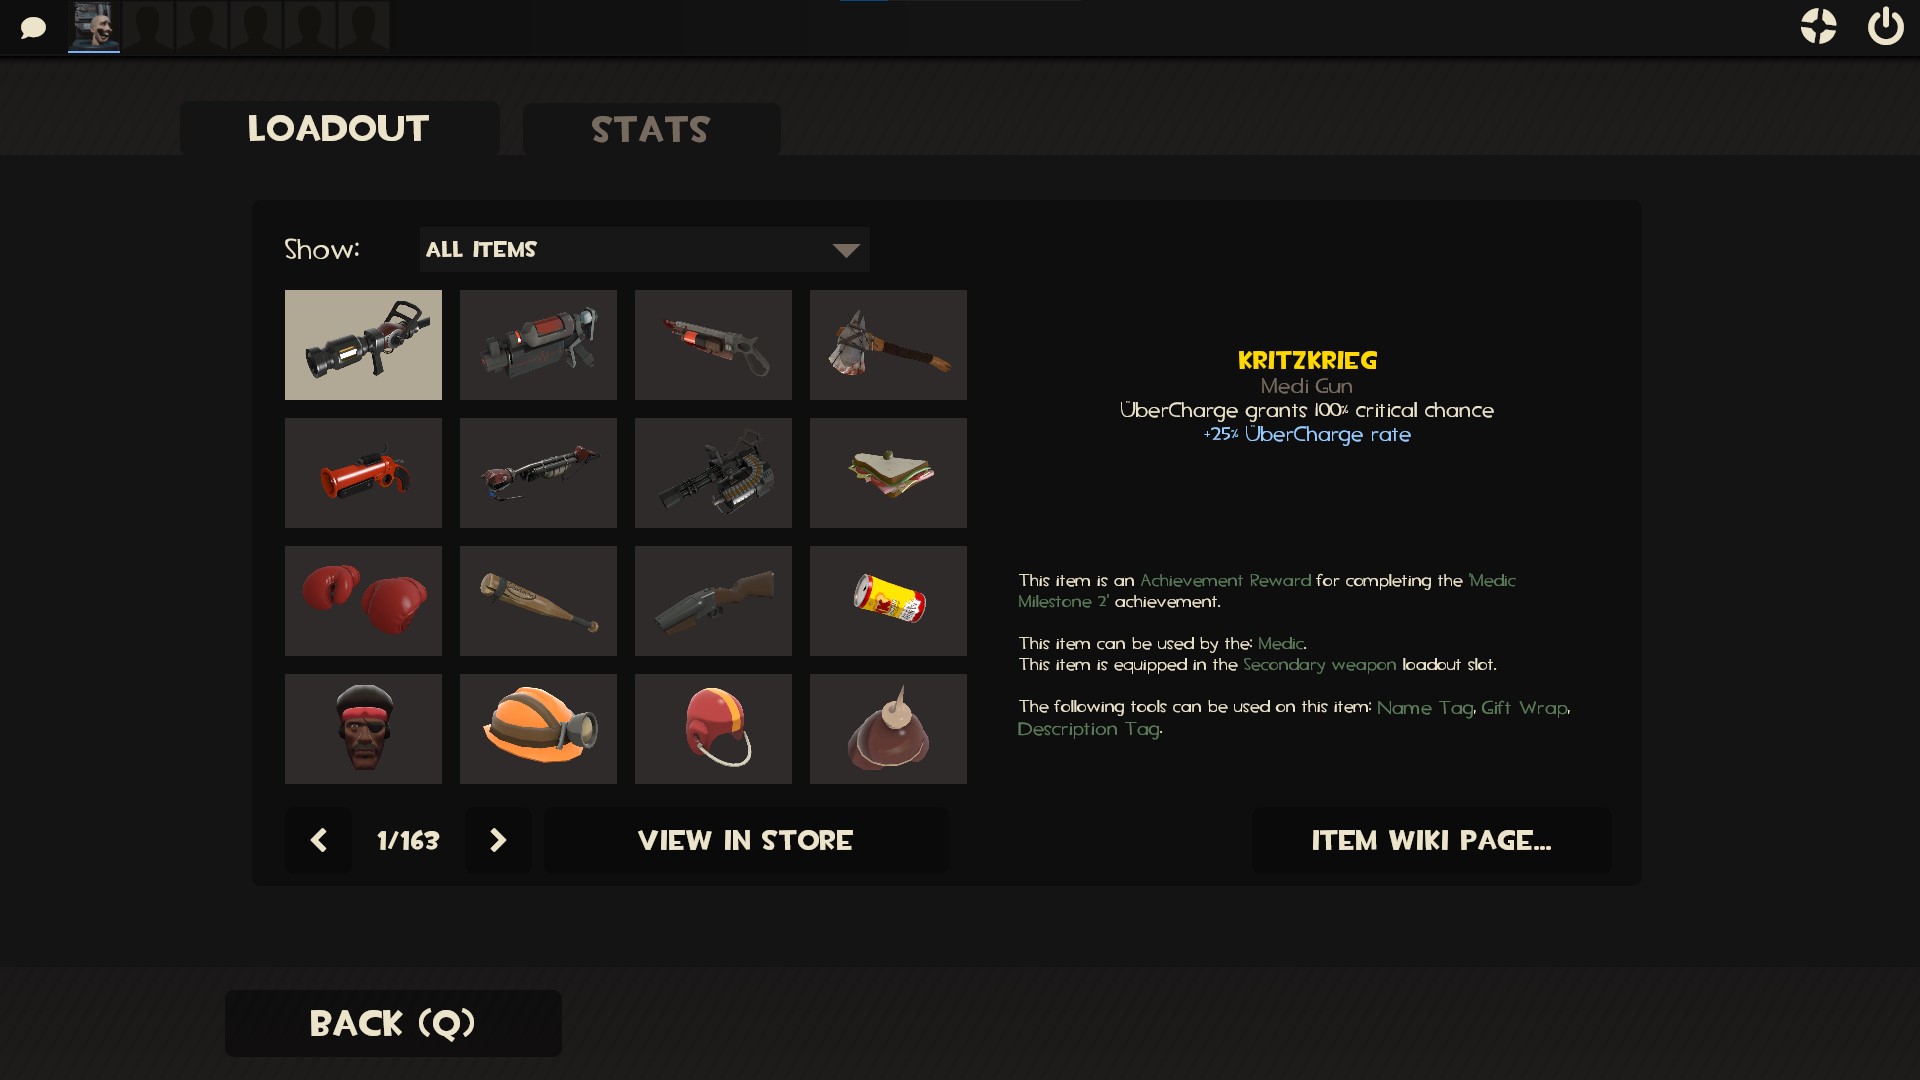 LOADOUT
STATS
Show:
ALL ITEMS
KRITZKRIEG
Medi Gun
ÜberCharge grants 100% critical chance
+25% ÜberCharge rate
This item is an Achievement Reward for completing the 'Medic
Milestone 2' achievement.
This item can be used by the: Medic.
This item is equipped in the Secondary weapon loadout slot.
The following tools can be used on this item: Name Tag, Gift Wrap,
Description Tag.
1/163
VIEW IN STORE
ITEM WIKI PAGE...
BACK (Q)